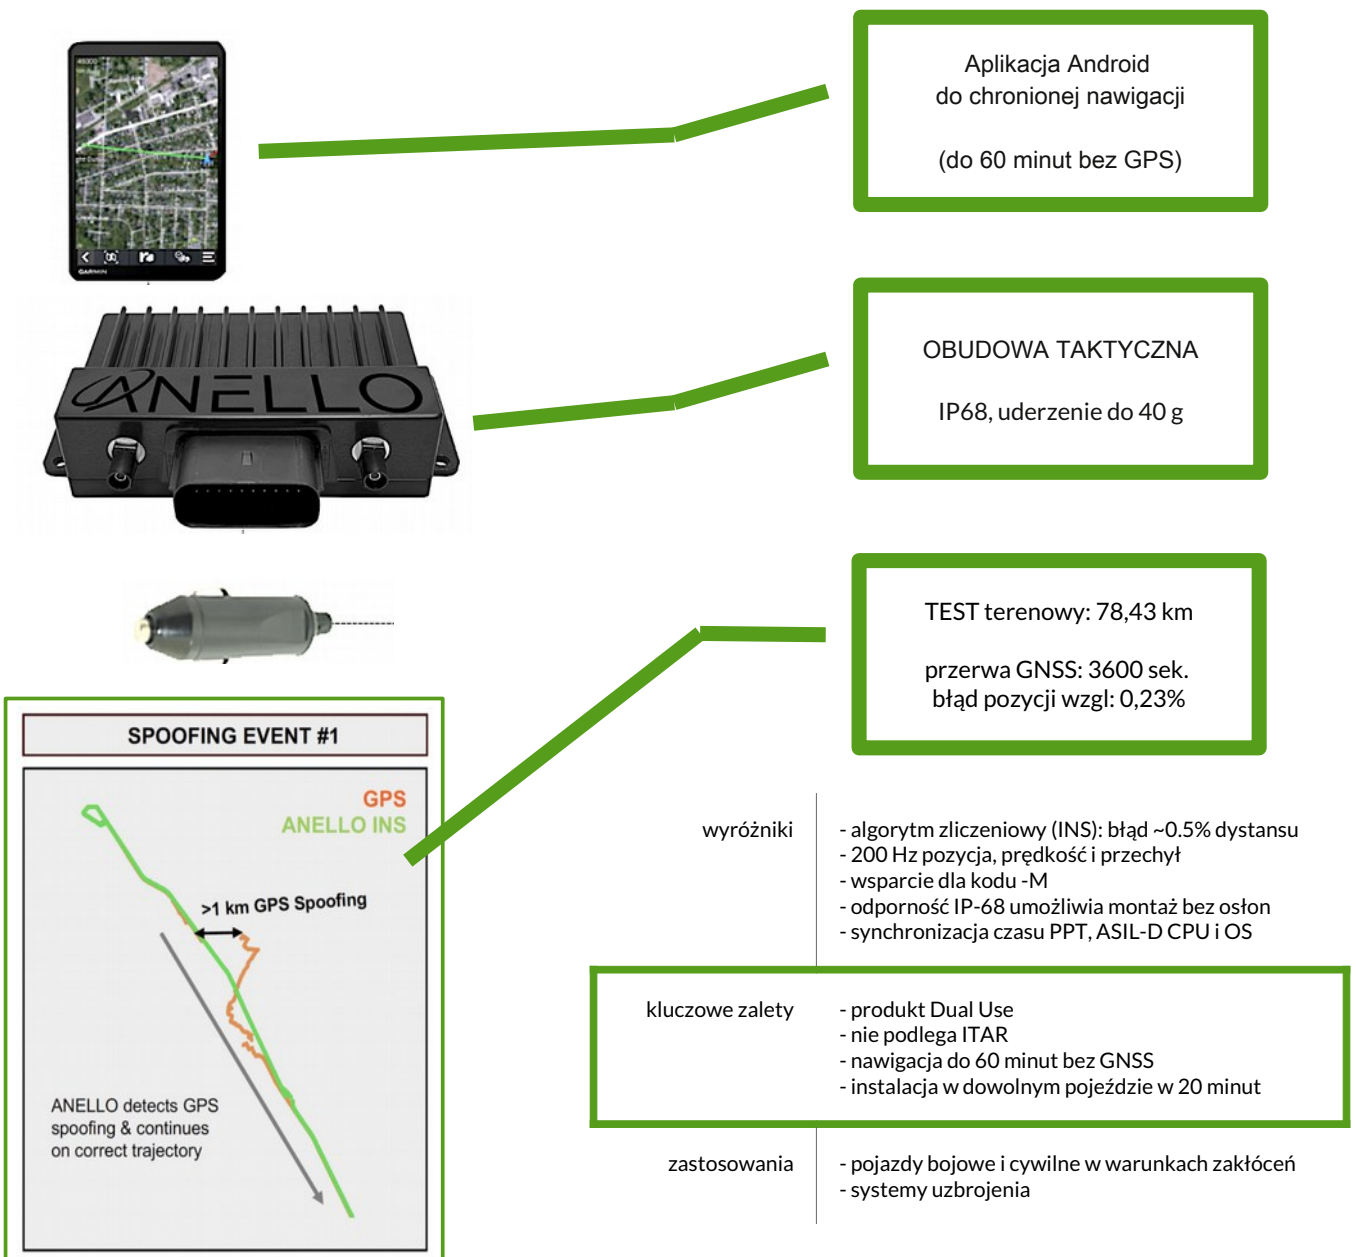 48000
GARMIN
Aplikacja Android
do chronionej nawigacji
(do 60 minut bez GPS)
ANELLO
OBUDOWA TAKTYCZNA
IP68, uderzenie do 40 g
TEST terenowy: 78,43 km
przerwa GNSS: 3600 sek.
błąd pozycji wzgl: 0,23%
SPOOFING EVENT #1
GPS
ANELLO INS
>1 km GPS Spoofing
ANELLO detects GPS
spoofing & continues
on correct trajectory
wyróżniki
- algorytm zliczeniowy (INS): błąd ~0.5% dystansu
- 200 Hz pozycja, prędkość i przechył
- wsparcie dla kodu -M
- odporność IP-68 umożliwia montaż bez osłon
- synchronizacja czasu PPT, ASIL-D CPU i OS
kluczowe zalety
- produkt Dual Use
- nie podlega ITAR
- nawigacja do 60 minut bez GNSS
- instalacja w dowolnym pojeździe w 20 minut
zastosowania
- pojazdy bojowe i cywilne w warunkach zakłóceń
- systemy uzbrojenia